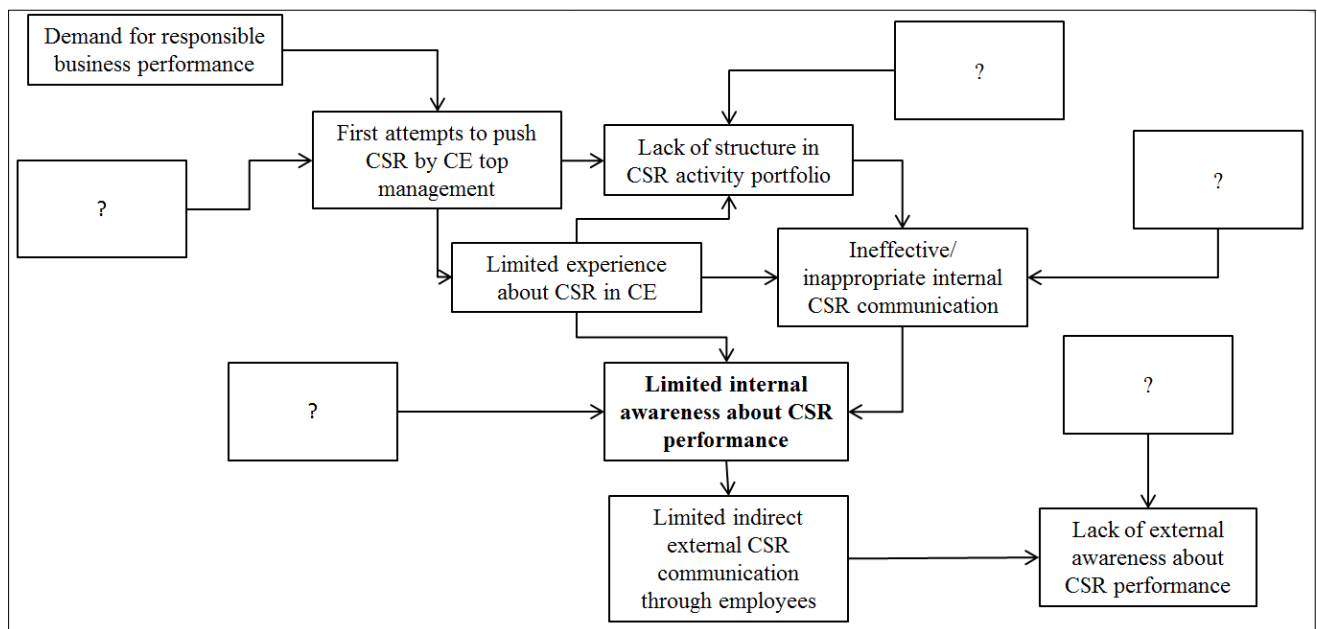 Demand for responsible
business performance
?
First attempts to push
CSR by CE top
management
Lack of structure in
CSR activity portfolio
?
?
Limited experience
about CSR in CE
Ineffective/
inappropriate internal
CSR communication
?
Limited internal
awareness about CSR
performance
?
Limited indirect
external CSR
communication
through employees
Lack of external
awareness about
CSR performance